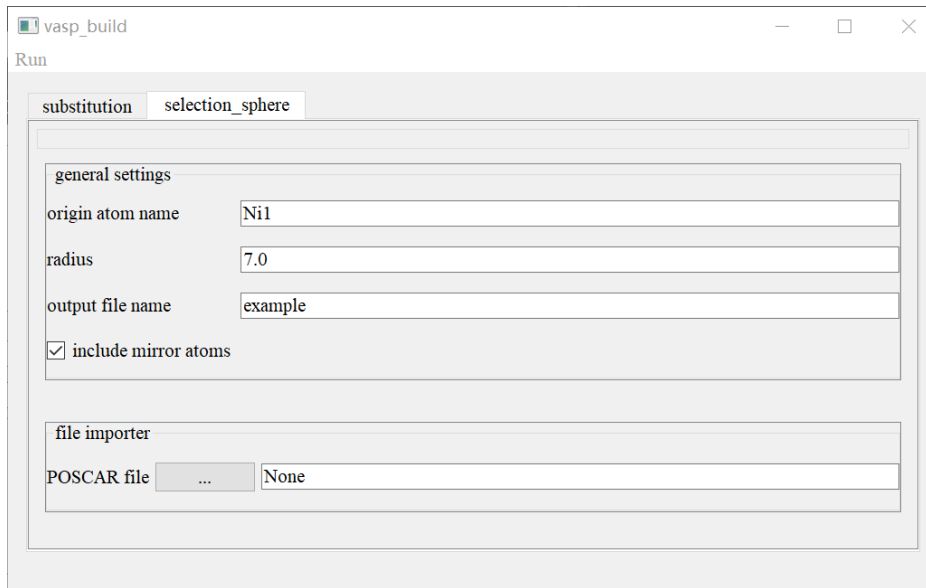 vasp_build
Run
substitution selection_sphere
general settings
origin atom name Ni1
radius 7.0
output file name example
include mirror atoms
file importer
POSCAR file ... None